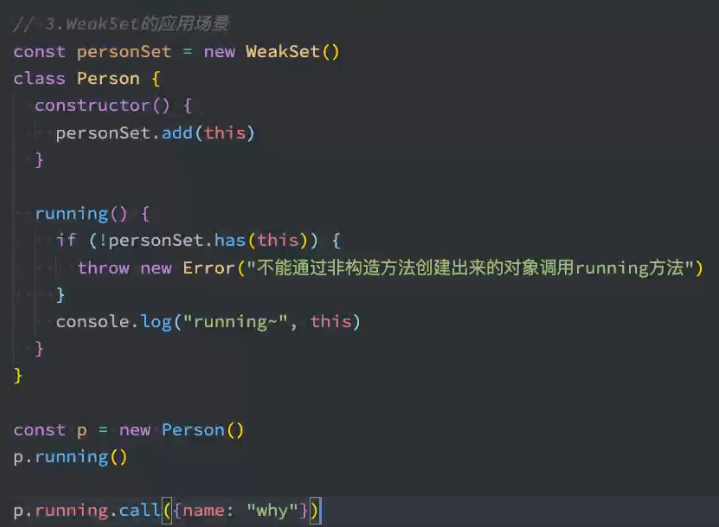 // 3.WeakSet的应用场景
const personSet = new WeakSet()
class Person {
constructor() {
personSet.add(this)
}
running() {
if (!personSet.has(this)) {
throw new Error("不能通过非构造方法创建出来的对象调用running方法")
}
console.log("running~", this)
}
}
const p = new Person()
p.running()
p.running.call({name: "why"})